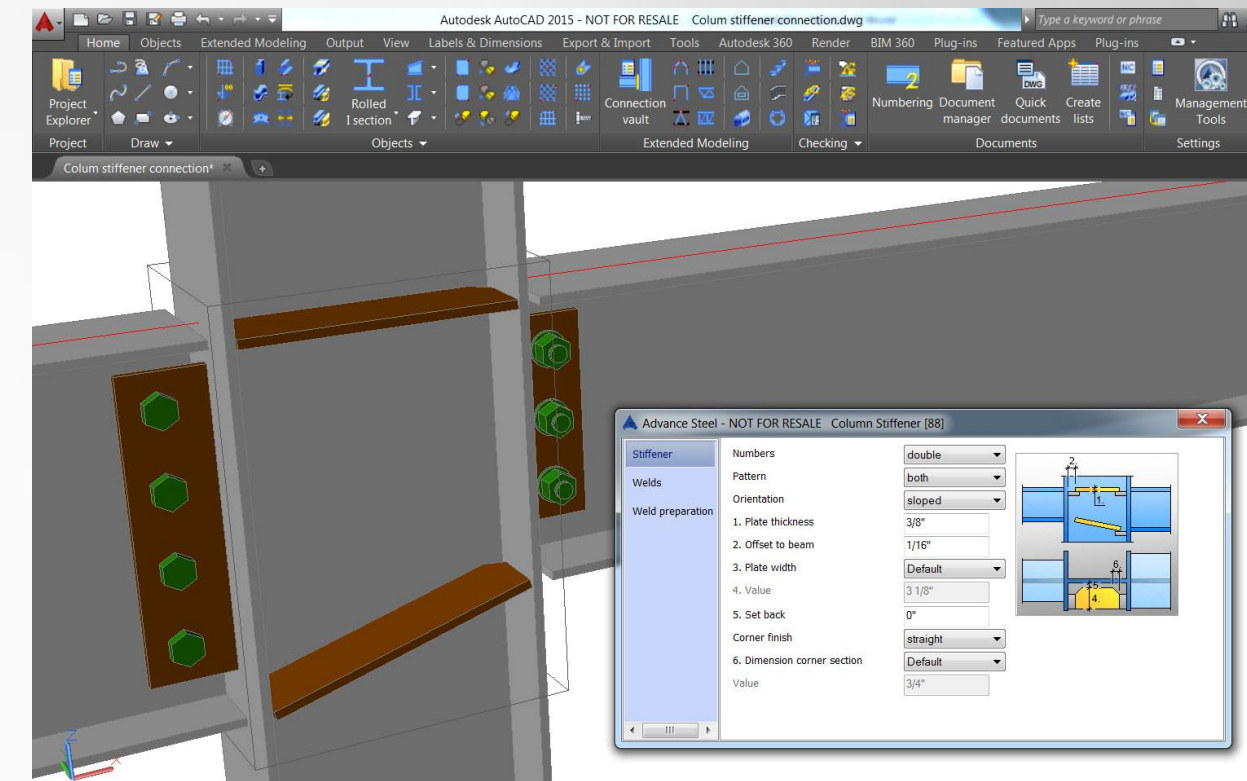 Autodesk AutoCAD 2015 - NOT FOR RESALE Colum stiffener connection.dwg Type a keyword or phrase
Home Objects Extended Modeling Output View Labels & Dimensions Export & Import Tools Autodesk 360 Render BIM 360 Plug-ins Featured Apps Plug-ins
Project Explorer
Rolled I section
Connection vault
Numbering
Document manager
Quick documents
Create lists
Management Tools
Project Draw Objects Extended Modeling Checking Documents Settings
Colum stiffener connection*
Advance Steel - NOT FOR RESALE Column Stiffener [88]
Stiffener
Welds
Weld preparation
Numbers double
Pattern both
Orientation sloped
1. Plate thickness 3/8"
2. Offset to beam 1/16"
3. Plate width Default
4. Value 3 1/8"
5. Set back 0"
Corner finish straight
6. Dimension corner section Default
Value 3/4"
2.
1.
6.
5.
4.
Z
X